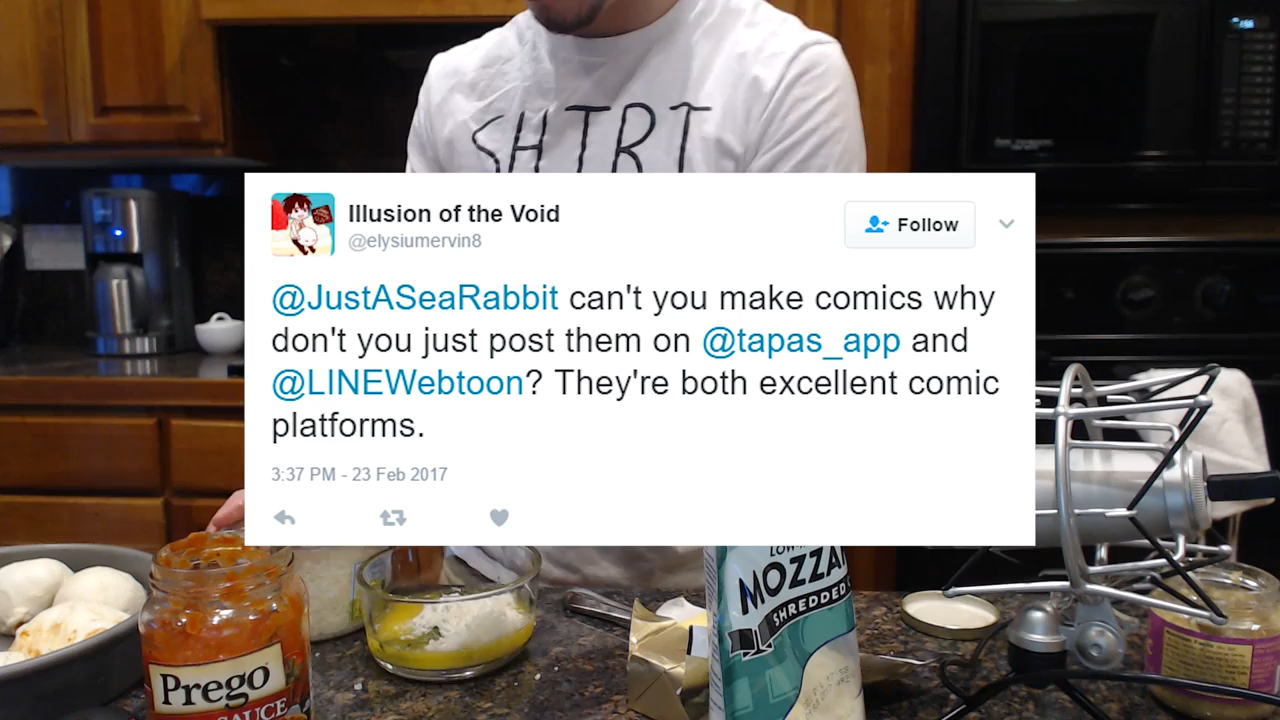 SHIRT
Illusion of the Void
@elysiumervin8
Follow
@JustASeaRabbit can't you make comics why
don't you just post them on @tapas_app and
@LINEWebtoon? They're both excellent comic
platforms.
3:37 PM - 23 Feb 2017
MOZZA
SHREDDED
Prego
SAUCE